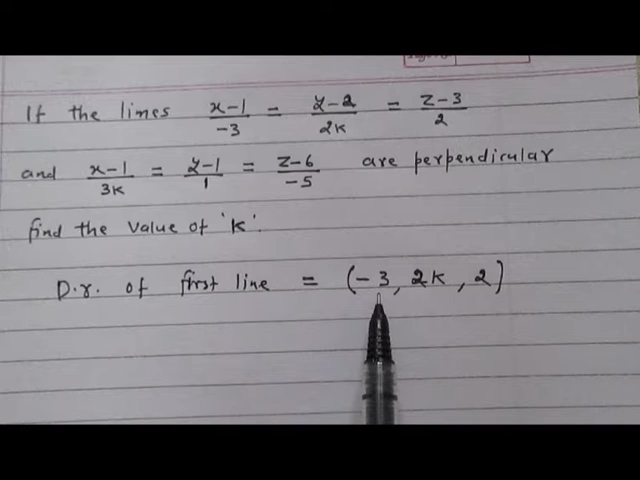 If the lines x-1/-3 = y-2/2K = z-3/2
and x-1/3K = y-1/1 = z-6/-5 are perpendicular
find the value of 'K'.
D.r. of first line = (-3, 2K, 2)